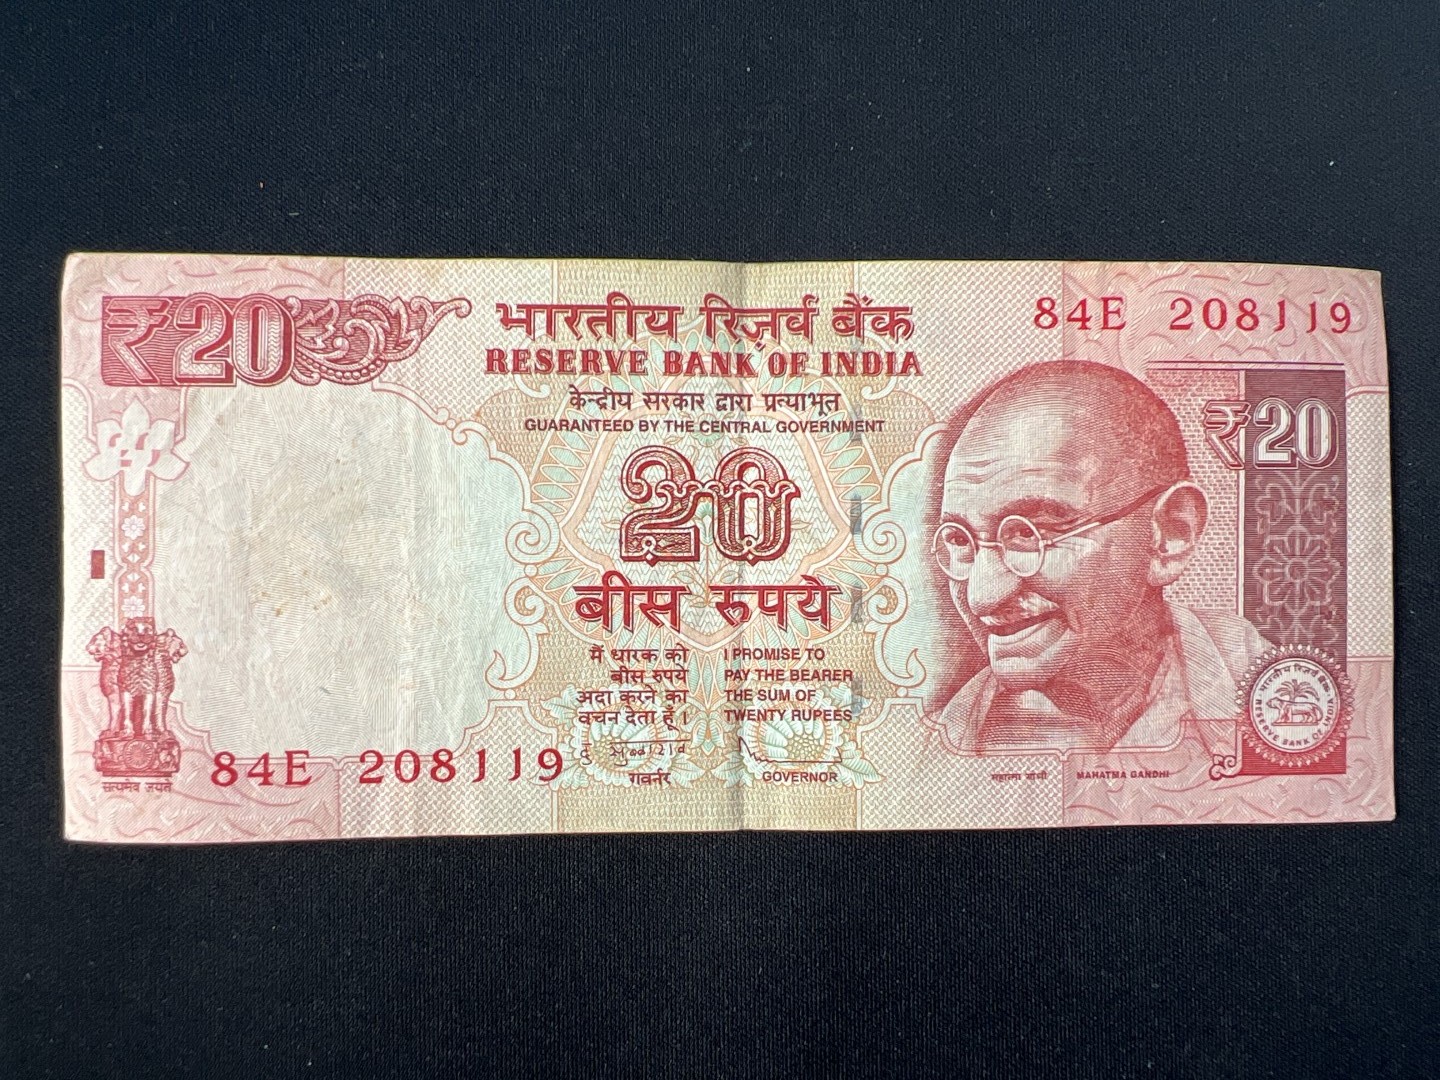 ₹20
भारतीय रिज़र्व बैंक
RESERVE BANK OF INDIA
केन्द्रीय सरकार द्वारा प्रत्याभूत
GUARANTEED BY THE CENTRAL GOVERNMENT
84E 208119
₹20
20
बीस रुपये
मैं धारक को
बीस रुपये
अदा करने का
वचन देता हूँ।
I PROMISE TO
PAY THE BEARER
THE SUM OF
TWENTY RUPEES
गवर्नर
GOVERNOR
सत्यमेव जयते
84E 208119
महात्मा गांधी
MAHATMA GANDHI
भारतीय रिज़र्व बैंक
RESERVE BANK OF INDIA